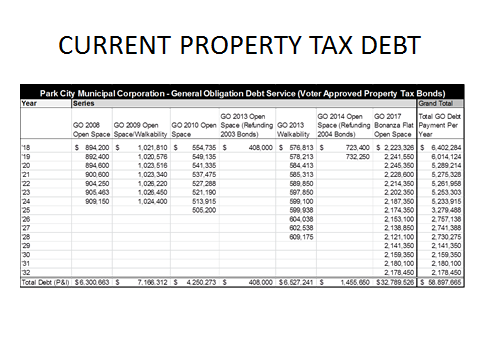 CURRENT PROPERTY TAX DEBT
Park City Municipal Corporation - General Obligation Debt Service (Voter Approved Property Tax Bonds)
Year Series Grand Total
GO 2008 Open Space GO 2009 Open Space/Walkability GO 2010 Open Space GO 2013 Open Space (Refunding 2003 Bonds) GO 2013 Walkability GO 2014 Open Space (Refunding 2004 Bonds) GO 2017 Bonanza Flat Open Space Total GO Debt Payment Per Year
'18 $ 894,200 $ 1,021,810 $ 554,735 $ 408,000 $ 576,813 $ 723,400 $ 2,223,326 $ 6,402,284
'19 892,400 1,020,576 549,135 578,213 732,250 2,241,550 6,014,124
'20 894,600 1,023,516 541,335 584,413 2,245,350 5,289,214
'21 900,600 1,023,340 537,475 585,313 2,228,600 5,275,328
'22 904,250 1,026,220 527,288 589,850 2,214,350 5,261,958
'23 905,463 1,026,450 521,190 597,850 2,202,350 5,253,303
'24 909,150 1,024,400 513,915 599,100 2,187,350 5,233,915
'25 505,200 599,938 2,174,350 3,279,488
'26 604,038 2,153,100 2,757,138
'27 602,538 2,138,850 2,741,388
'28 609,175 2,121,100 2,730,275
'29 2,141,350 2,141,350
'30 2,159,350 2,159,350
'31 2,180,100 2,180,100
'32 2,178,450 2,178,450
Total Debt (P&I) $ 6,300,663 $ 7,166,312 $ 4,250,273 $ 408,000 $ 6,527,241 $ 1,455,650 $ 32,789,526 $ 58,897,665